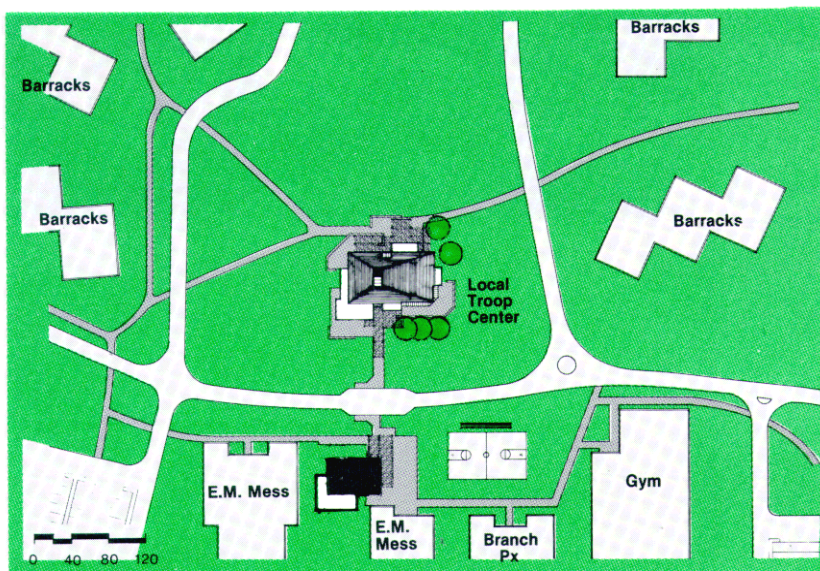 Barracks
Barracks
Barracks
Barracks
Local
Troop
Center
E.M. Mess
E.M.
Mess
Branch
Px
Gym
0 40 80 120